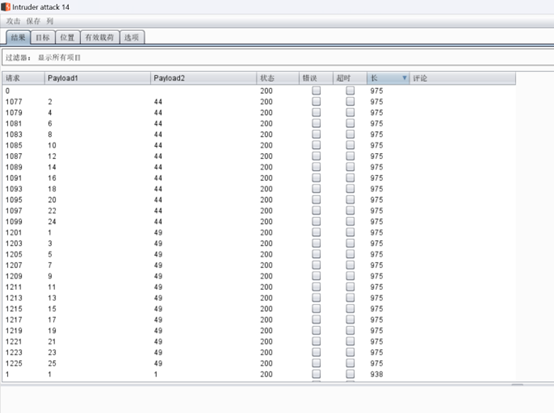 Intruder attack 14
攻击 保存 列
结果 目标 位置 有效载荷 选项
过滤器： 显示所有项目
请求 Payload1 Payload2 状态 错误 超时 长 评论
0 200 975
1077 2 44 200 975
1079 4 44 200 975
1081 6 44 200 975
1083 8 44 200 975
1085 10 44 200 975
1087 12 44 200 975
1089 14 44 200 975
1091 16 44 200 975
1093 18 44 200 975
1095 20 44 200 975
1097 22 44 200 975
1099 24 44 200 975
1201 1 49 200 975
1203 3 49 200 975
1205 5 49 200 975
1207 7 49 200 975
1209 9 49 200 975
1211 11 49 200 975
1213 13 49 200 975
1215 15 49 200 975
1217 17 49 200 975
1219 19 49 200 975
1221 21 49 200 975
1223 23 49 200 975
1225 25 49 200 975
1 1 1 200 938